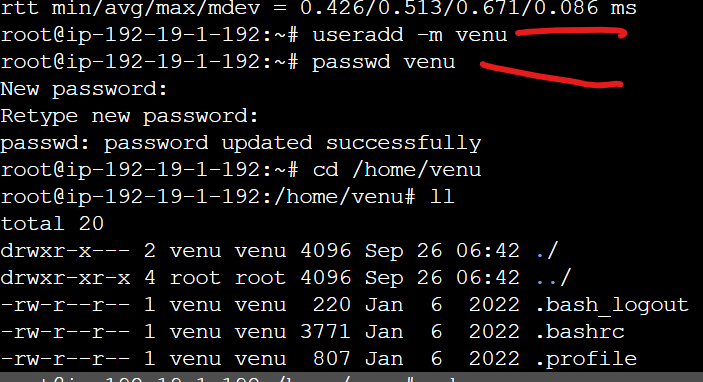 rtt min/avg/max/mdev = 0.426/0.513/0.671/0.086 ms
root@ip-192-19-1-192:~# useradd -m venu
root@ip-192-19-1-192:~# passwd venu
New password:
Retype new password:
passwd: password updated successfully
root@ip-192-19-1-192:~# cd /home/venu
root@ip-192-19-1-192:/home/venu# ll
total 20
drwxr-x--- 2 venu venu 4096 Sep 26 06:42 ./
drwxr-xr-x 4 root root 4096 Sep 26 06:42 ../
-rw-r--r-- 1 venu venu  220 Jan  6  2022 .bash_logout
-rw-r--r-- 1 venu venu 3771 Jan  6  2022 .bashrc
-rw-r--r-- 1 venu venu  807 Jan  6  2022 .profile